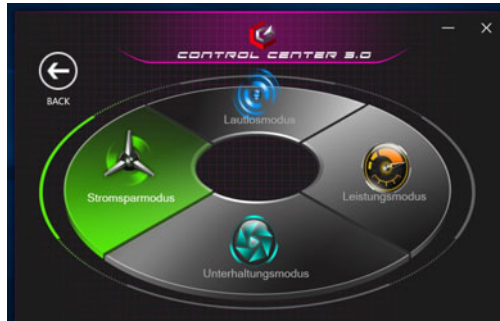 CONTROL CENTER 3.0
BACK
Lautlosmodus
Stromsparmodus
Leistungsmodus
Unterhaltungsmodus